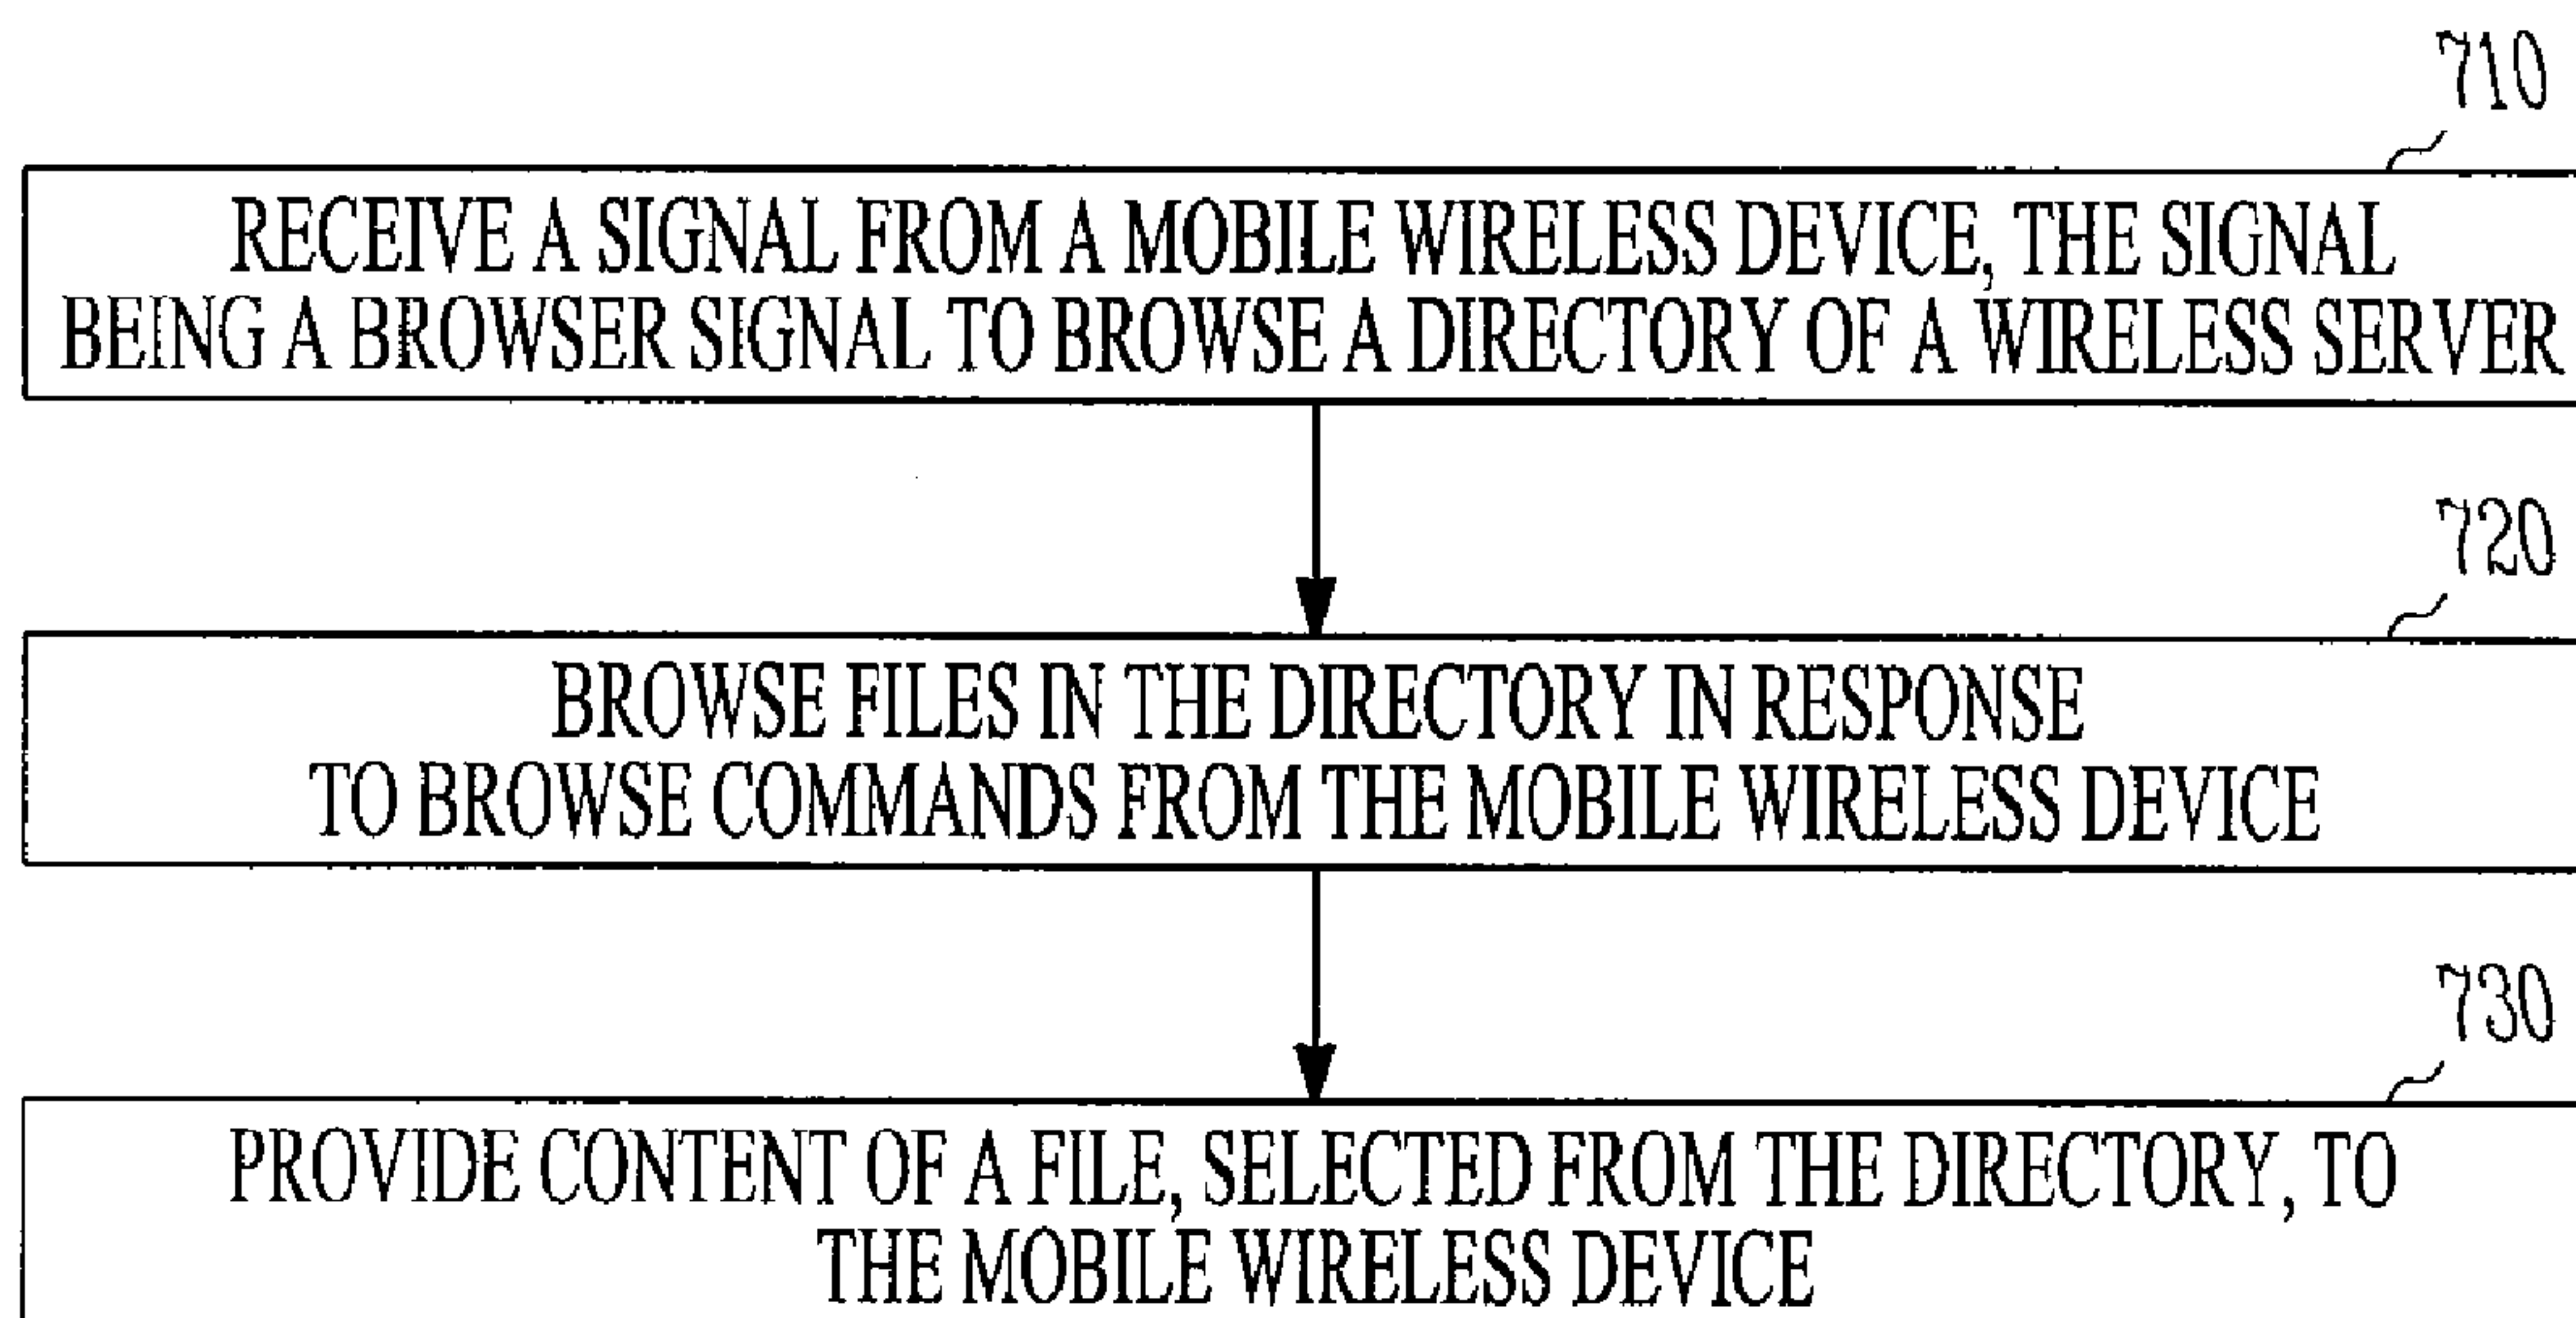 710
RECEIVE A SIGNAL FROM A MOBILE WIRELESS DEVICE, THE SIGNAL
BEING A BROWSER SIGNAL TO BROWSE A DIRECTORY OF A WIRELESS SERVER
720
BROWSE FILES IN THE DIRECTORY IN RESPONSE
TO BROWSE COMMANDS FROM THE MOBILE WIRELESS DEVICE
730
PROVIDE CONTENT OF A FILE, SELECTED FROM THE DIRECTORY, TO
THE MOBILE WIRELESS DEVICE